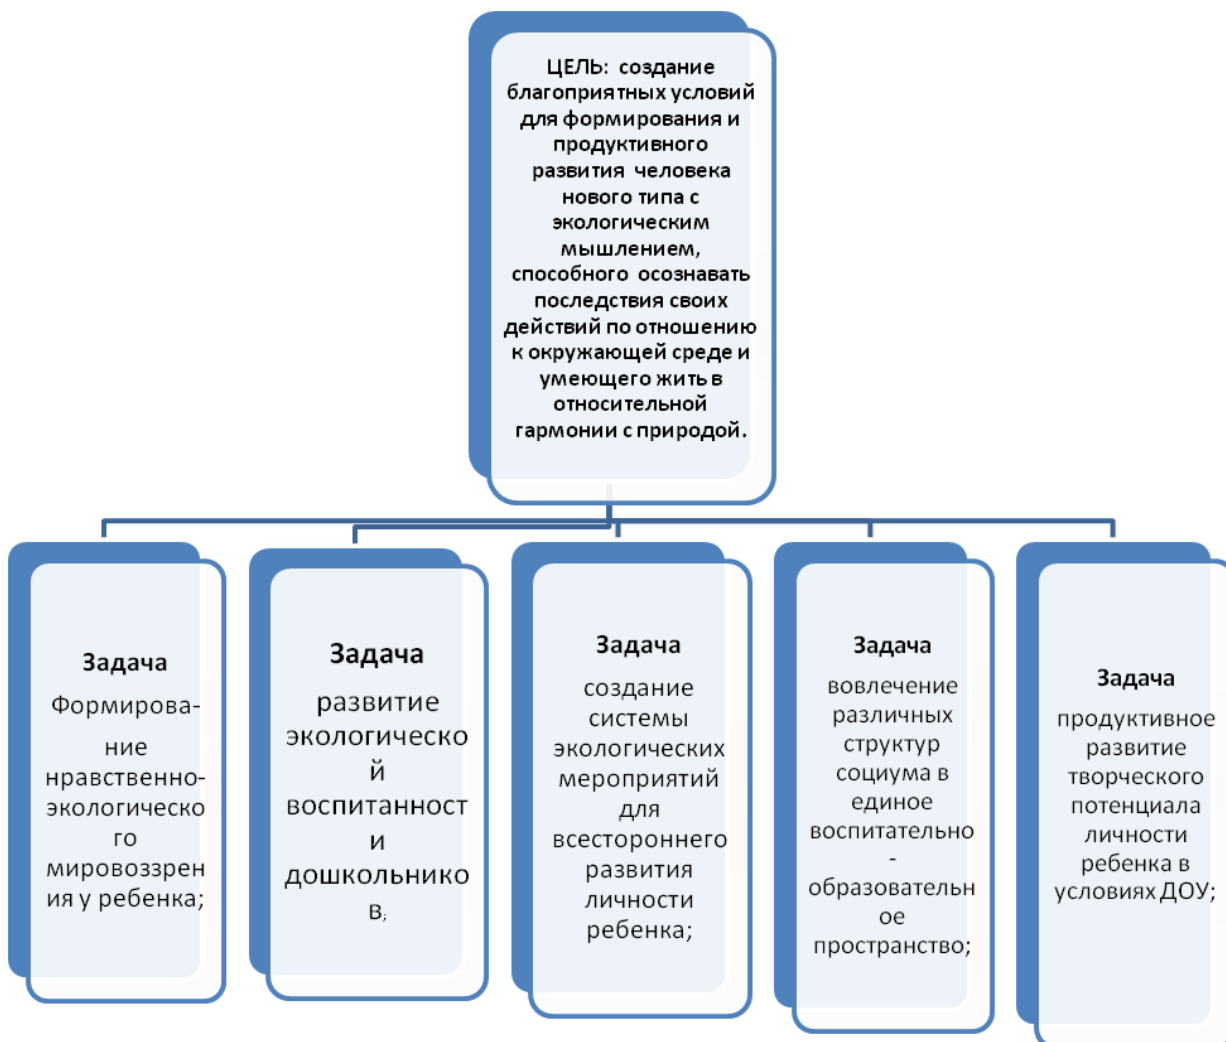 ЦЕЛЬ: создание
благоприятных условий
для формирования и
продуктивного
развития человека
нового типа с
экологическим
мышлением,
способного осознавать
последствия своих
действий по отношению
к окружающей среде и
умеющего жить в
относительной
гармонии с природой.
Задача
Формирова-
ние
нравственно-
экологическо
го
мировоззрен
ия у ребенка;
Задача
развитие
экологическо
й
воспитанност
и
дошкольнико
в;
Задача
создание
системы
экологических
мероприятий
для
всестороннего
развития
личности
ребенка;
Задача
вовлечение
различных
структур
социума в
единое
воспитательно
-
образовательн
ое
пространство;
Задача
продуктивное
развитие
творческого
потенциала
личности
ребенка в
условиях ДОУ;